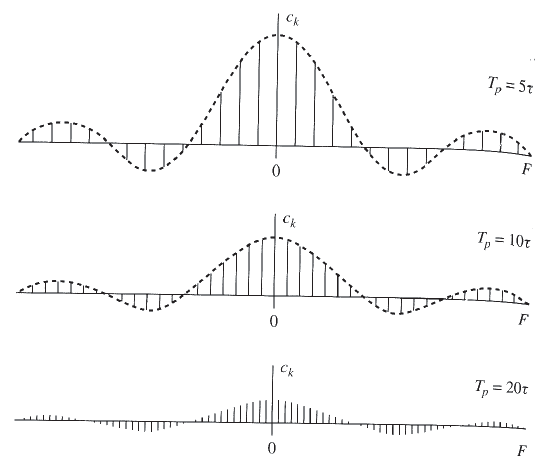 c_k
T_p = 5τ
0
F
c_k
T_p = 10τ
0
F
c_k
T_p = 20τ
0
F